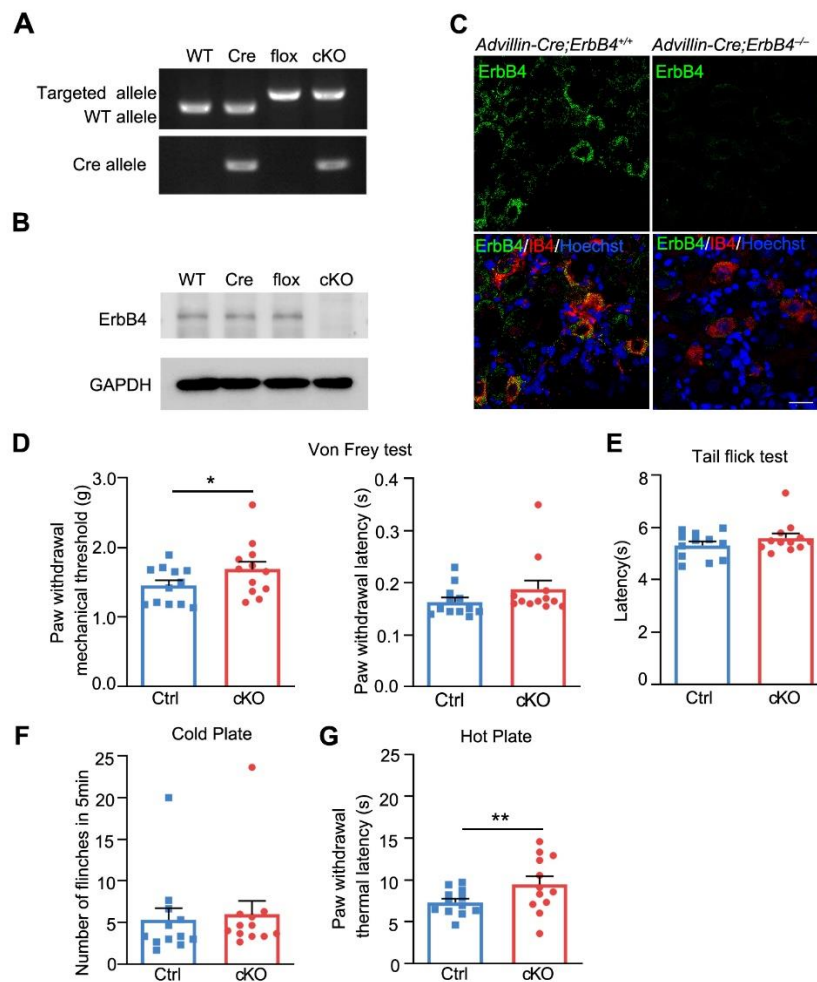 A
WT Cre flox cKO
Targeted allele
WT allele
Cre allele
B
WT Cre flox cKO
ErbB4
GAPDH
C
Advillin-Cre;ErbB4+/+ Advillin-Cre;ErbB4−/−
ErbB4 ErbB4
ErbB4/IB4/Hoechst ErbB4/IB4/Hoechst
D
Von Frey test
Paw withdrawal
mechanical threshold (g)
3.0
2.0
1.0
0.0
*
Ctrl cKO
Paw withdrawal latency (s)
0.4
0.3
0.2
0.1
0.0
Ctrl cKO
E
Tail flick test
Latency(s)
8
6
4
2
0
Ctrl cKO
F
Cold Plate
Number of flinches in 5min
25
20
15
10
5
0
Ctrl cKO
G
Hot Plate
Paw withdrawal
thermal latency (s)
25
20
15
10
5
0
**
Ctrl cKO